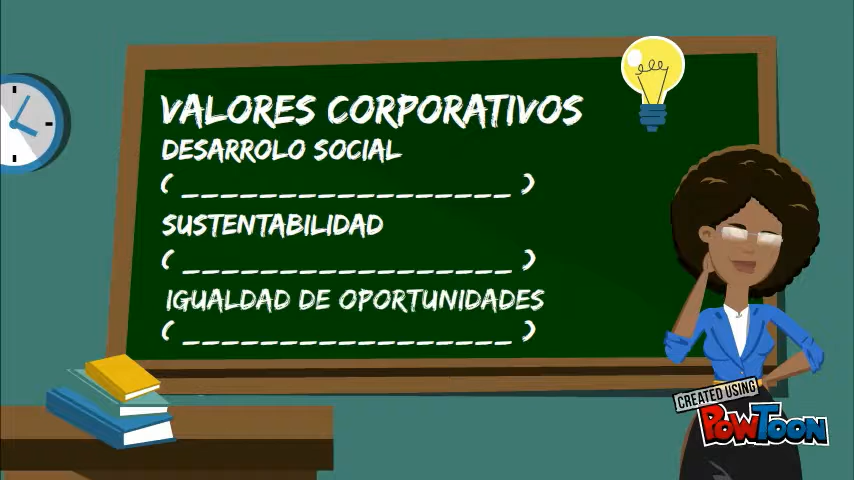 VALORES CORPORATIVOS
DESARROLO SOCIAL
( _________________ )
SUSTENTABILIDAD
( _________________ )
IGUALDAD DE OPORTUNIDADES
( _________________ )
CREATED USING
POWTOON